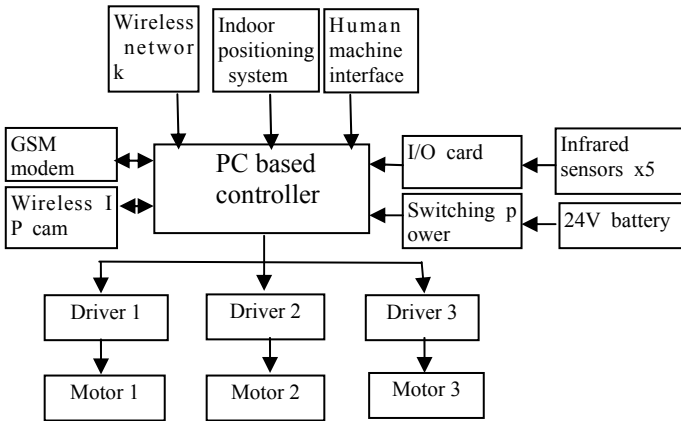 Wireless
networ
k
Indoor
positioning
system
Human
machine
interface
GSM
modem
PC based
controller
I/O card
Infrared
sensors x5
Wireless I
P cam
Switching p
ower
24V battery
Driver 1
Driver 2
Driver 3
Motor 1
Motor 2
Motor 3